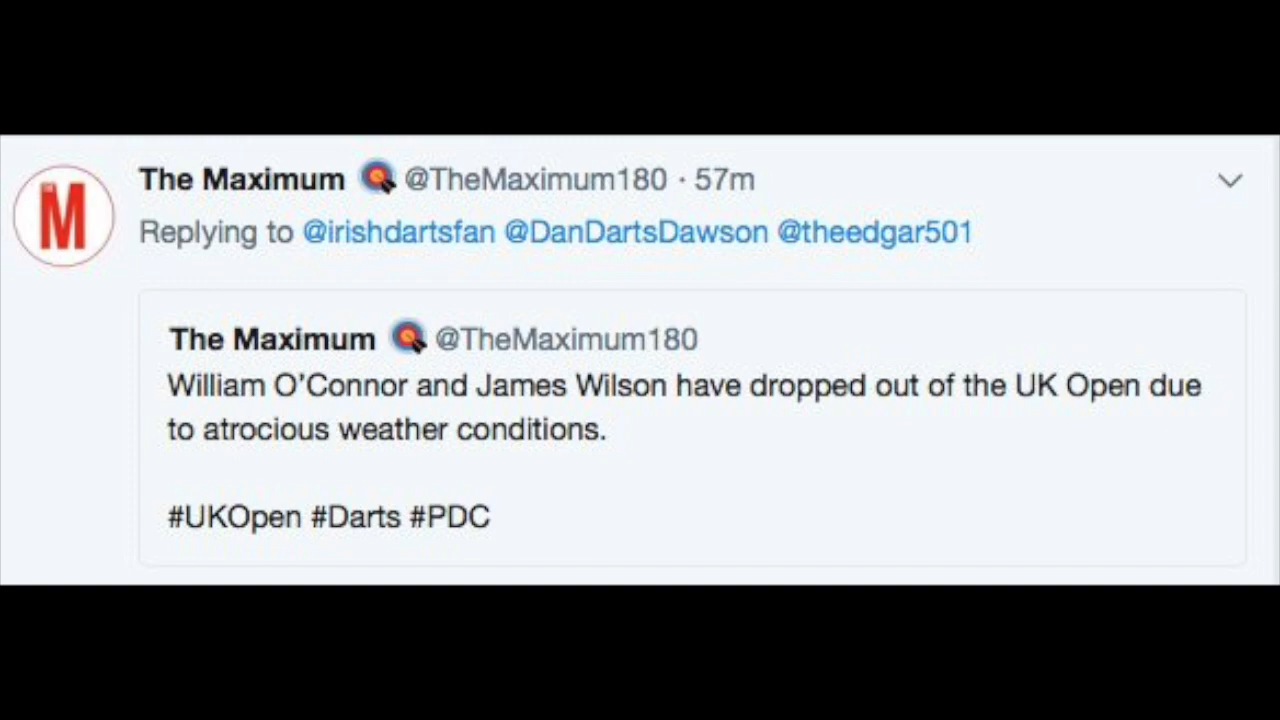 M
The Maximum @TheMaximum180 · 57m
Replying to @irishdartsfan @DanDartsDawson @theedgar501
The Maximum @TheMaximum180
William O’Connor and James Wilson have dropped out of the UK Open due
to atrocious weather conditions.
#UKOpen #Darts #PDC